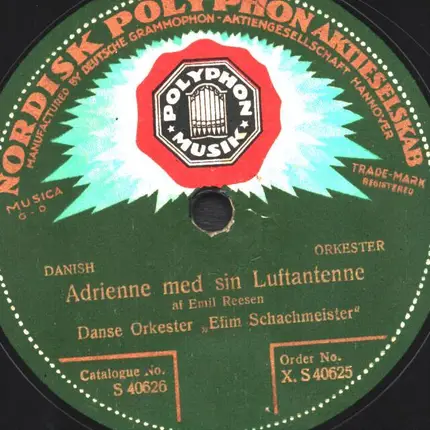 NORDISK POLYPHON AKTIESELSKAB
MANUFACTURED BY DEUTSCHE GRAMMOPHON - AKTIENGESELLSCHAFT HANNOVER
POLYPHON
MUSIK
MUSICA
G-D
TRADE-MARK
REGISTERED
DANISH
ORKESTER
Adrienne med sin Luftantenne
af Emil Reesen
Danse Orkester „Efim Schachmeister“
Catalogue No.
S 40626
Order No.
X. S 40625